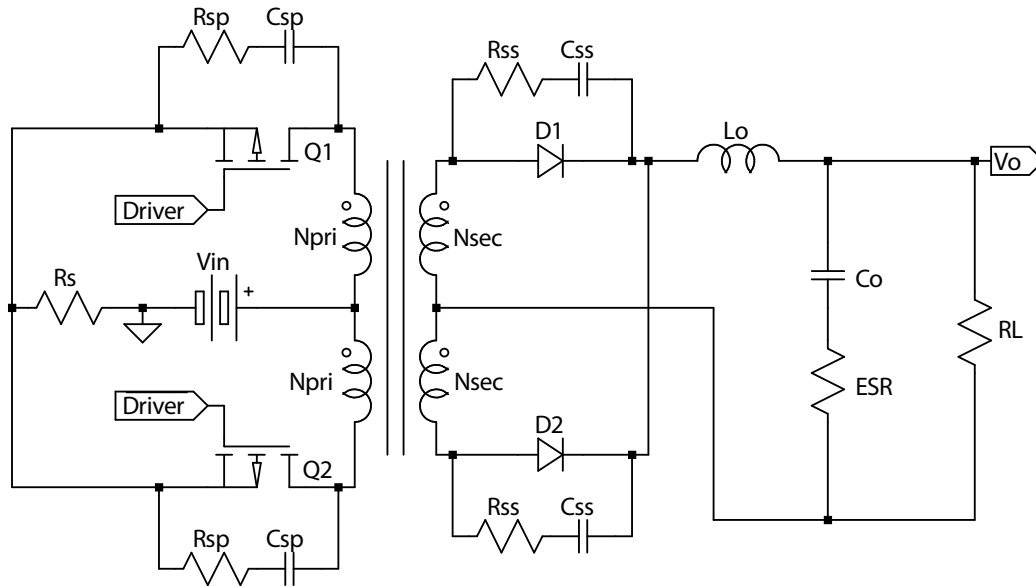 Rsp Csp
Rss Css
Q1
D1
Lo
Vo
Driver
Npri
Nsec
Rs
Vin
+
Co
RL
Npri
Nsec
ESR
Driver
D2
Q2
Rss Css
Rsp Csp